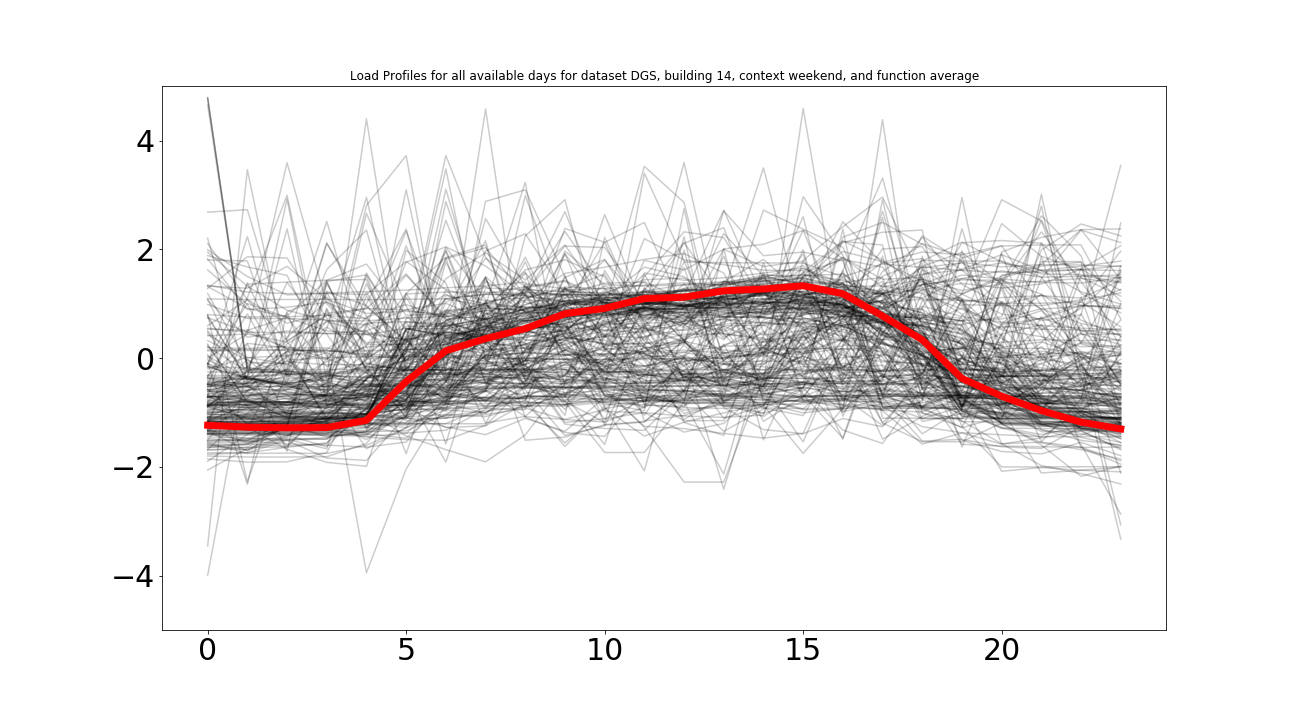 Load Profiles for all available days for dataset DGS, building 14, context weekend, and function average
4
2
0
−2
−4
0 5 10 15 20